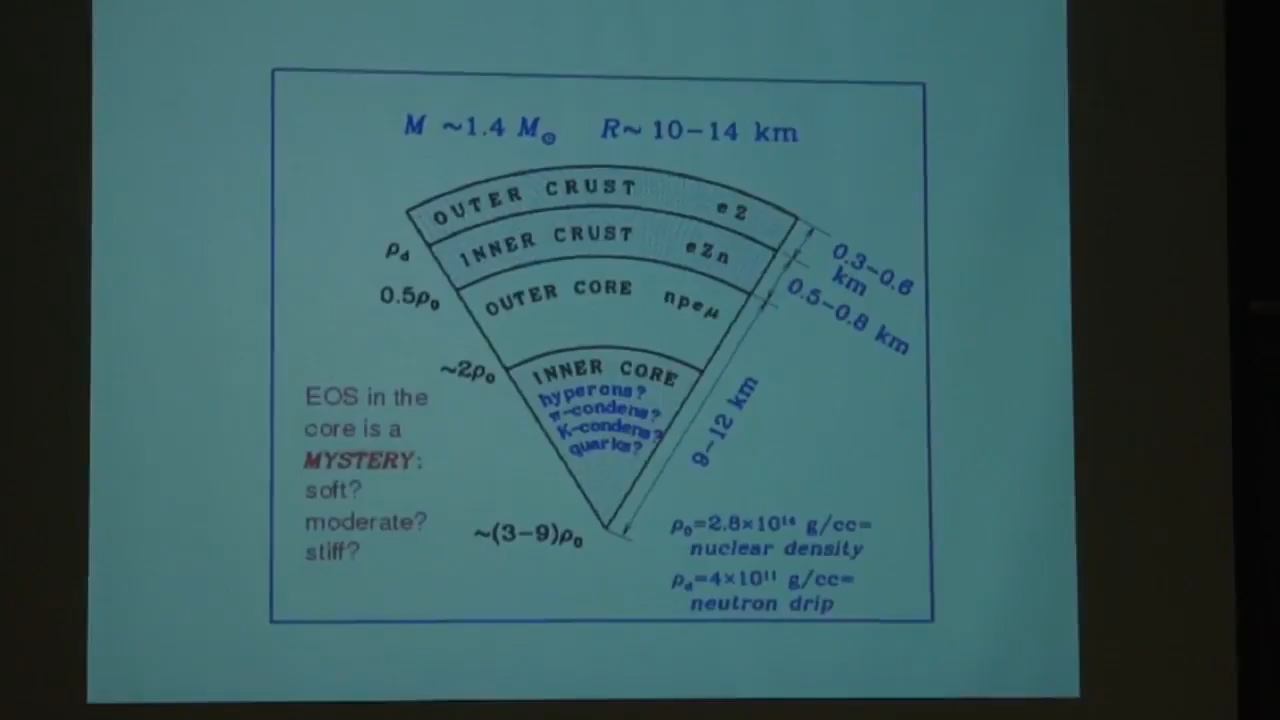 M ~1.4 M⊙ R~ 10-14 km
OUTER CRUST eZ
ρd
INNER CRUST eZn
0.3-0.6
km
0.5ρ0
OUTER CORE npeμ
0.5-0.8 km
~2ρ0
INNER CORE
hyperons?
π-condens?
K-condens?
quarks?
9-12 km
EOS in the
core is a
MYSTERY:
soft?
moderate?
stiff?
~(3-9)ρ0
ρ0=2.8×10¹⁴ g/cc=
nuclear density
ρd=4×10¹¹ g/cc=
neutron drip